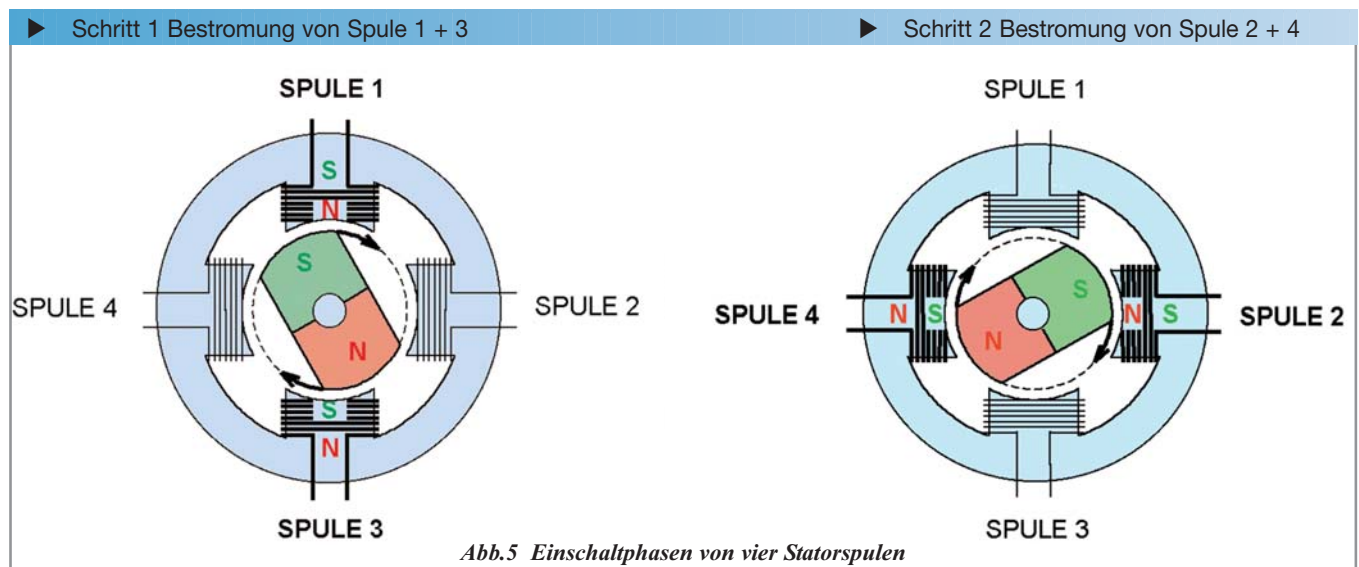 ▶ Schritt 1 Bestromung von Spule 1 + 3
SPULE 1
S
N
S
N
SPULE 4
SPULE 2
S
N
SPULE 3
▶ Schritt 2 Bestromung von Spule 2 + 4
SPULE 1
S
N
SPULE 4
N S
N S
SPULE 2
SPULE 3
Abb.5 Einschaltphasen von vier Statorspulen